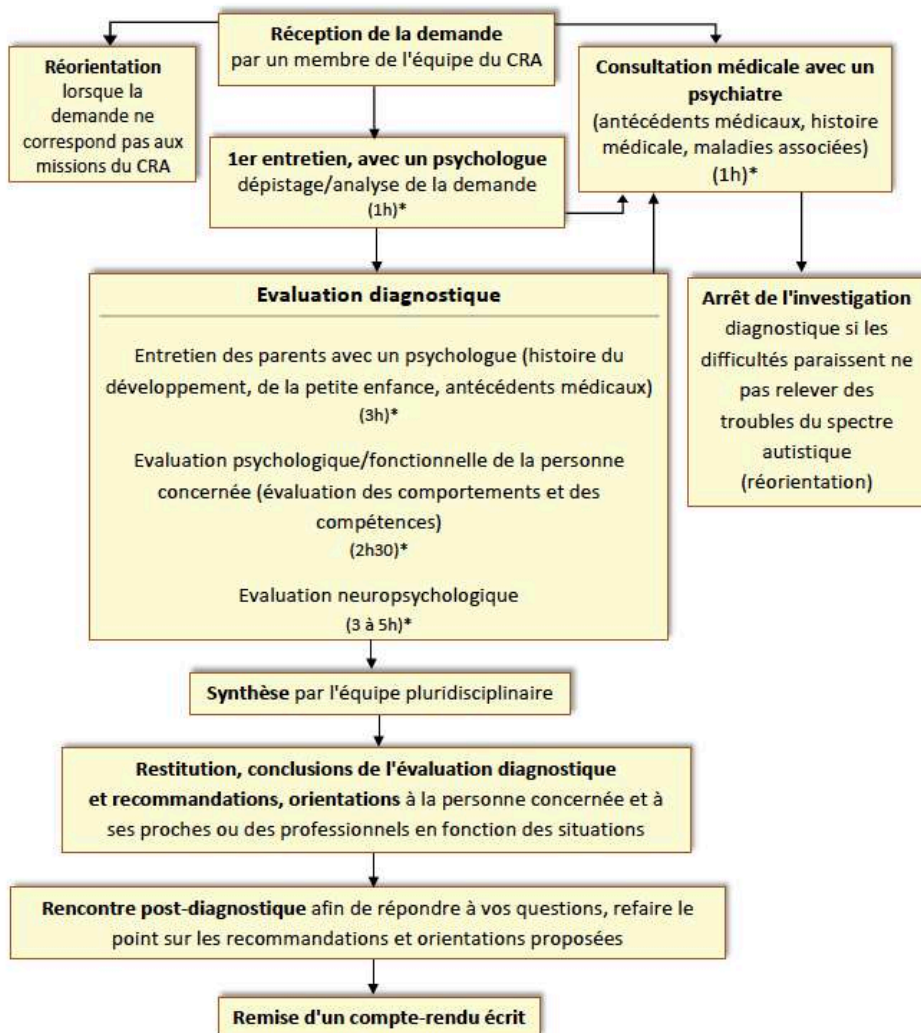 Réception de la demande
par un membre de l'équipe du CRA
Réorientation
lorsque la
demande ne
correspond pas aux
missions du CRA
Consultation médicale avec un
psychiatre
(antécédents médicaux, histoire
médicale, maladies associées)
(1h)*
1er entretien, avec un psychologue
dépistage/analyse de la demande
(1h)*
Evaluation diagnostique
Entretien des parents avec un psychologue (histoire du
développement, de la petite enfance, antécédents médicaux)
(3h)*
Evaluation psychologique/fonctionnelle de la personne
concernée (évaluation des comportements et des
compétences)
(2h30)*
Evaluation neuropsychologique
(3 à 5h)*
Arrêt de l'investigation
diagnostique si les
difficultés paraissent ne
pas relever des
troubles du spectre
autistique
(réorientation)
Synthèse par l'équipe pluridisciplinaire
Restitution, conclusions de l'évaluation diagnostique
et recommandations, orientations à la personne concernée et à
ses proches ou des professionnels en fonction des situations
Rencontre post-diagnostique afin de répondre à vos questions, refaire le
point sur les recommandations et orientations proposées
Remise d'un compte-rendu écrit